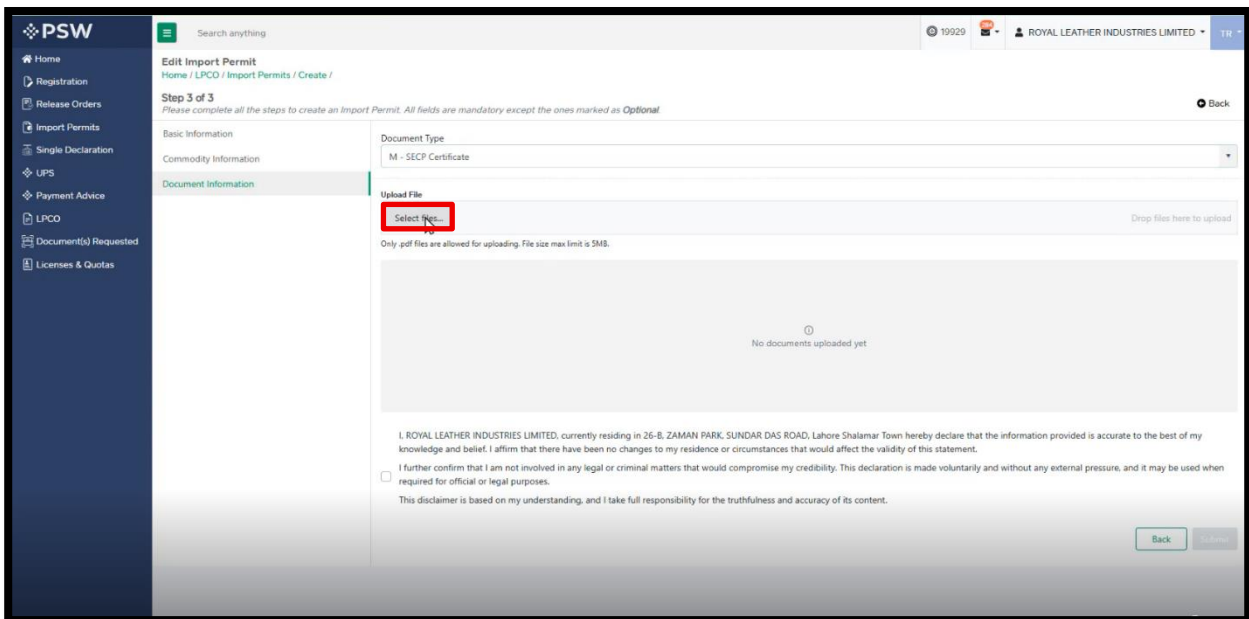 PSW
Search anything
19929
ROYAL LEATHER INDUSTRIES LIMITED
TR
Home
Registration
Release Orders
Import Permits
Single Declaration
UPS
Payment Advice
LPCO
Document(s) Requested
Licenses & Quotas
Edit Import Permit
Home / LPCO / Import Permits / Create /
Step 3 of 3
Please complete all the steps to create an Import Permit. All fields are mandatory except the ones marked as Optional.
Back
Basic Information
Commodity Information
Document Information
Document Type
M - SECP Certificate
Upload File
Select files...
Drop files here to upload
Only .pdf files are allowed for uploading. File size max limit is 5MB.
No documents uploaded yet
I, ROYAL LEATHER INDUSTRIES LIMITED, currently residing in 26-B, ZAMAN PARK, SUNDAR DAS ROAD, Lahore Shalamar Town hereby declare that the information provided is accurate to the best of my
knowledge and belief. I affirm that there have been no changes to my residence or circumstances that would affect the validity of this statement.
I further confirm that I am not involved in any legal or criminal matters that would compromise my credibility. This declaration is made voluntarily and without any external pressure, and it may be used when
required for official or legal purposes.
This disclaimer is based on my understanding, and I take full responsibility for the truthfulness and accuracy of its content.
Back
Submit